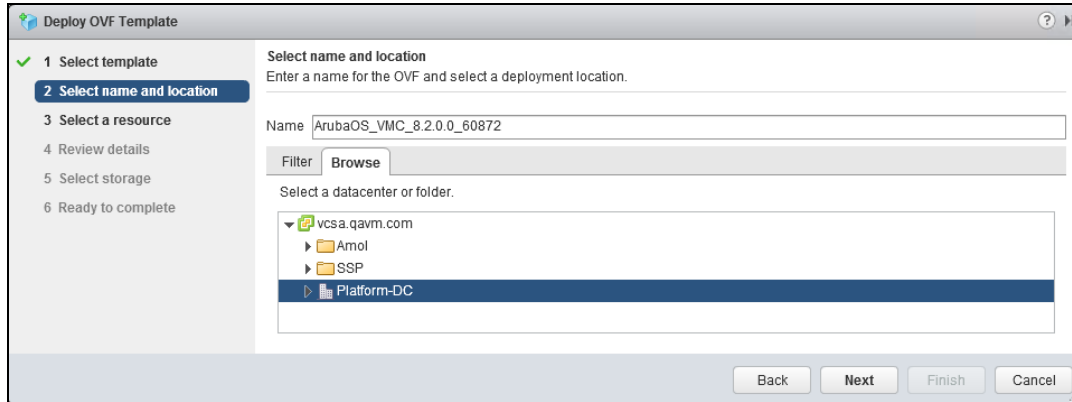 Deploy OVF Template
?
1 Select template
2 Select name and location
3 Select a resource
4 Review details
5 Select storage
6 Ready to complete
Select name and location
Enter a name for the OVF and select a deployment location.
Name ArubaOS_VMC_8.2.0.0_60872
Filter Browse
Select a datacenter or folder.
vcsa.qavm.com
Amol
SSP
Platform-DC
Back Next Finish Cancel